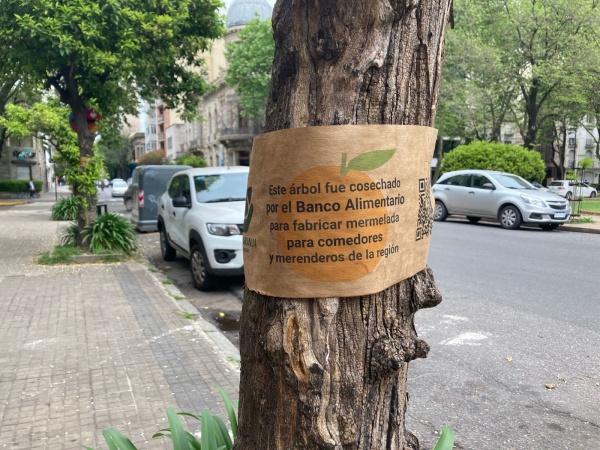 Este árbol fue cosechado
por el Banco Alimentario
para fabricar mermelada
para comedores
y merenderos de la región